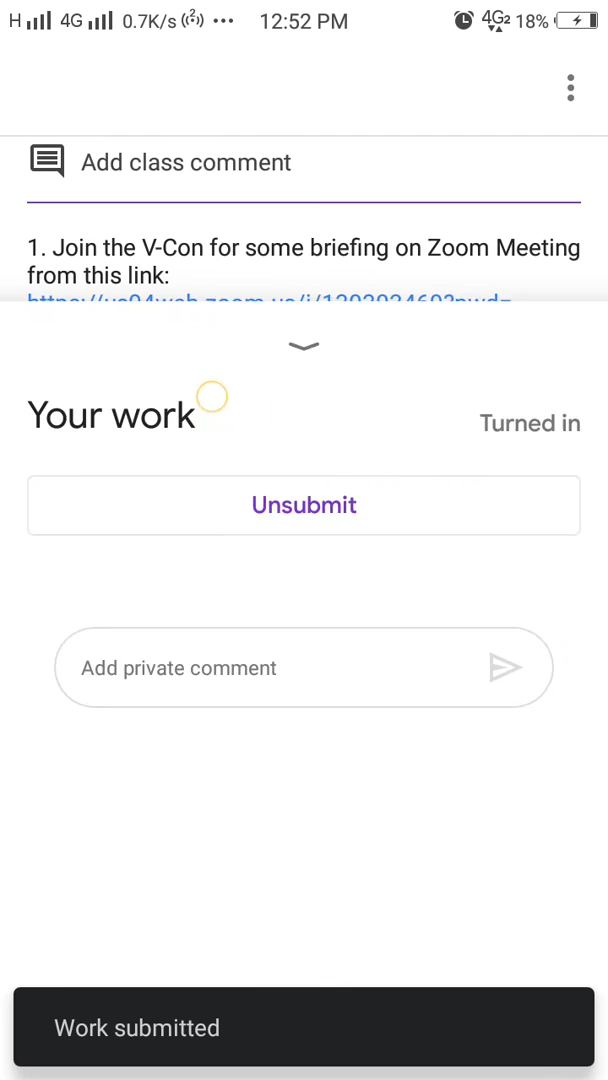 H 4G 0.7K/s 12:52 PM 4G2 18%
Add class comment
1. Join the V-Con for some briefing on Zoom Meeting
from this link:
Your work
Turned in
Unsubmit
Add private comment
Work submitted